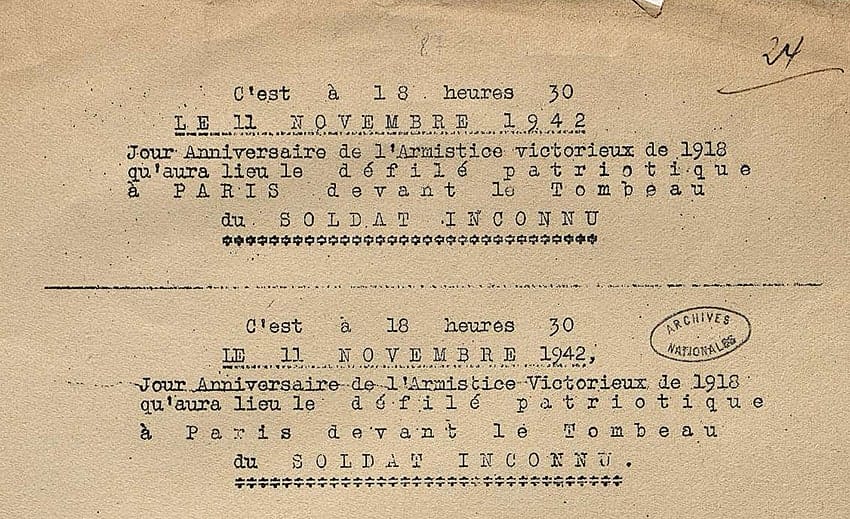 24
C'est à 18 heures 30
LE 11 NOVEMBRE 1942
Jour Anniversaire de l'Armistice victorieux de 1918
qu'aura lieu le défilé patriotique
à PARIS devant le Tombeau
du SOLDAT INCONNU
C'est à 18 heures 30
LE 11 NOVEMBRE 1942,
Jour Anniversaire de l'Armistice Victorieux de 1918
qu'aura lieu le défilé patriotique
à Paris devant le Tombeau
du SOLDAT INCONNU.
ARCHIVES
NATIONALES